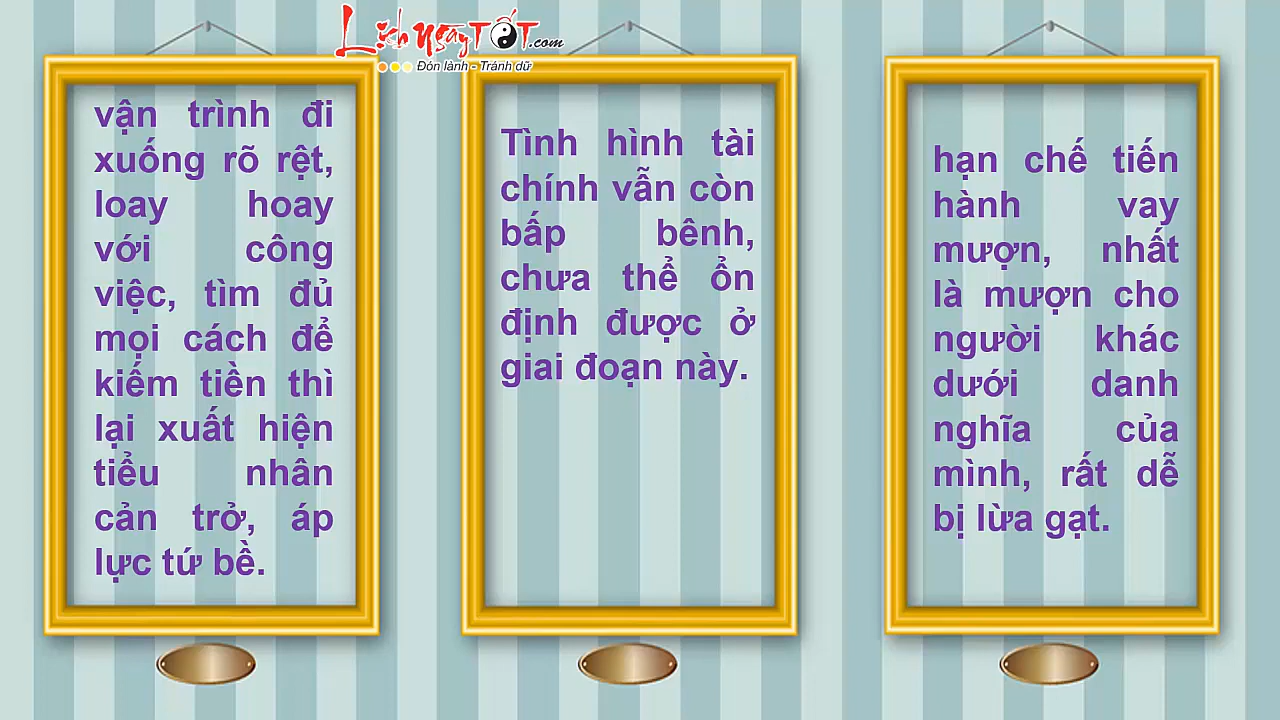 LịchNgàyTỐT.com
Đón lành - Tránh dữ
vận trình đi
xuống rõ rệt,
loay hoay
với công
việc, tìm đủ
mọi cách để
kiếm tiền thì
lại xuất hiện
tiểu nhân
cản trở, áp
lực tứ bề.
Tình hình tài
chính vẫn còn
bấp bênh,
chưa thể ổn
định được ở
giai đoạn này.
hạn chế tiến
hành vay
mượn, nhất
là mượn cho
người khác
dưới danh
nghĩa của
mình, rất dễ
bị lừa gạt.